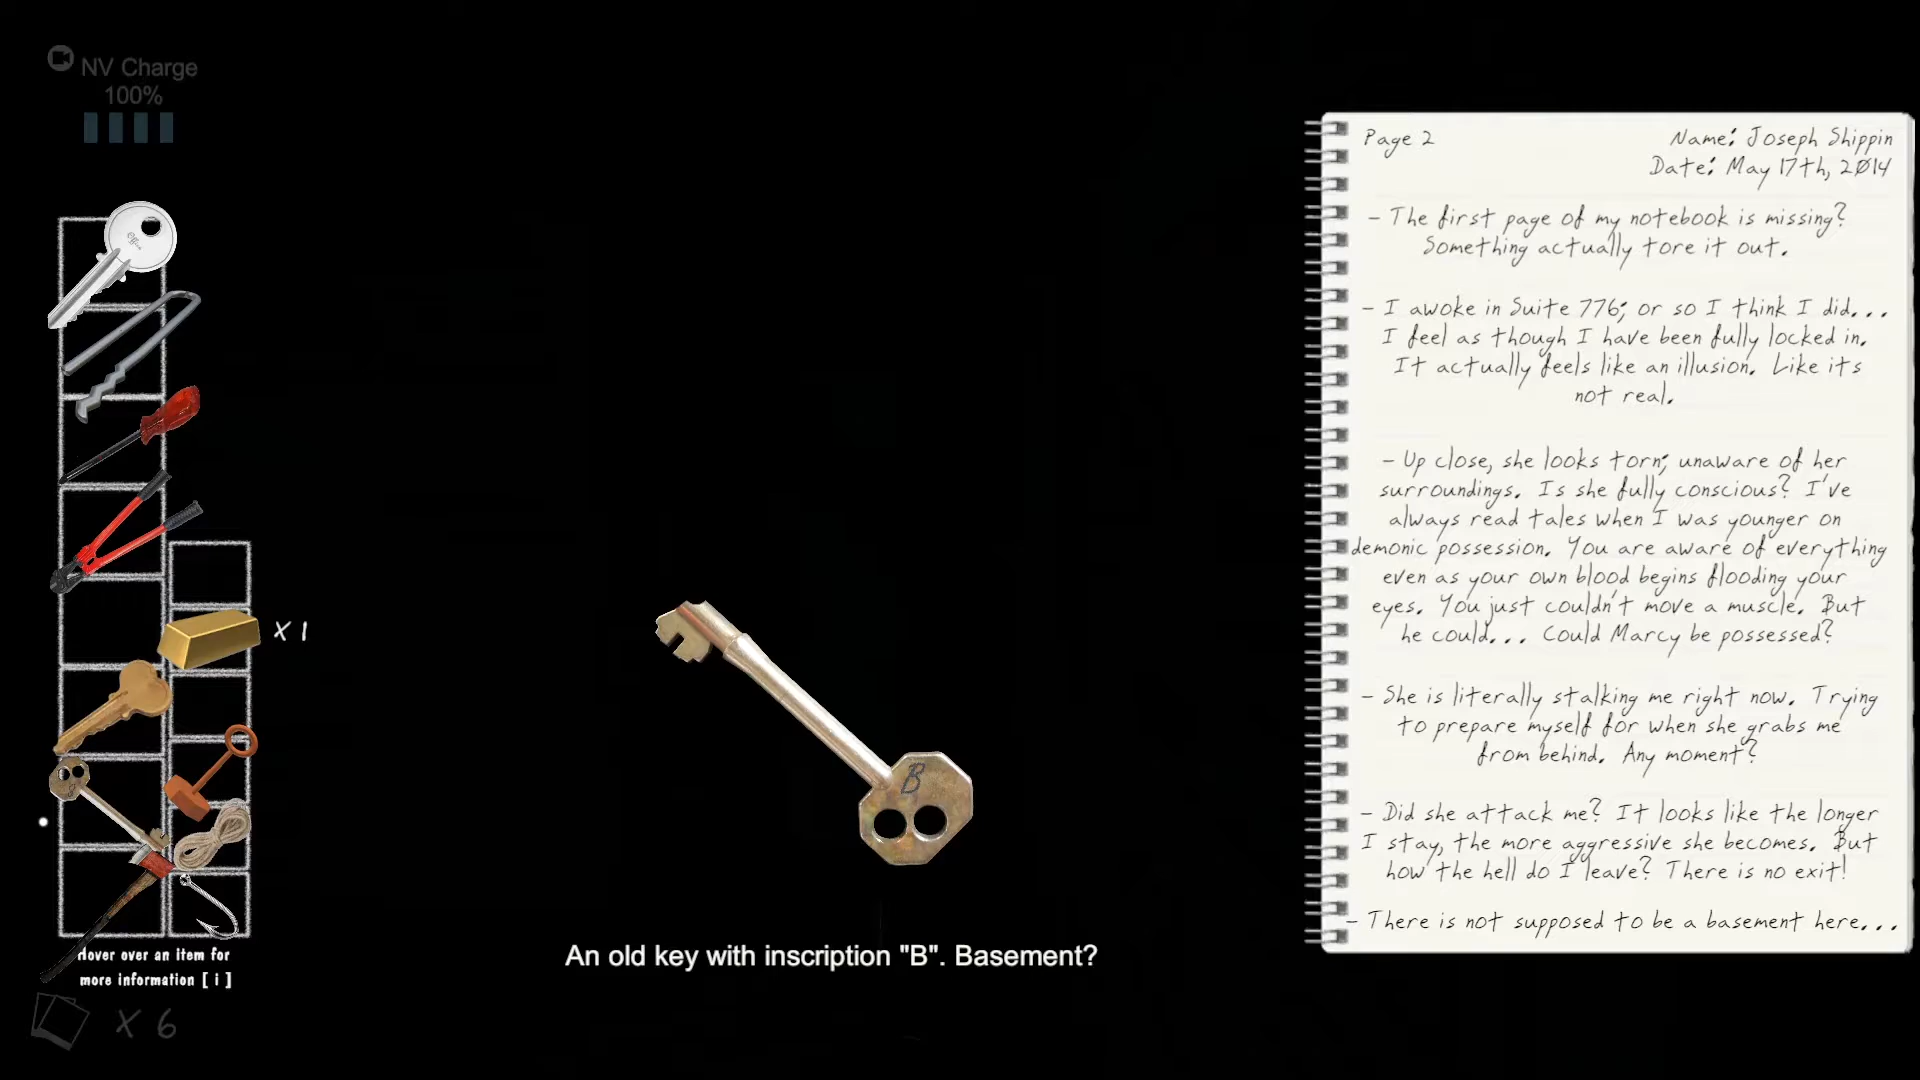 NV Charge
100%
Office
X 1
Hover over an item for
more information [ i ]
X 6
B
An old key with inscription "B". Basement?
Page 2
Name: Joseph Shippin
Date: May 17th, 2014
- The first page of my notebook is missing?
Something actually tore it out.
- I awoke in Suite 776; or so I think I did...
I feel as though I have been fully locked in.
It actually feels like an illusion. Like it's
not real.
- Up close, she looks torn; unaware of her
surroundings. Is she fully conscious? I've
always read tales when I was younger on
demonic possession. You are aware of everything
even as your own blood begins flooding your
eyes. You just couldn't move a muscle. But
he could... Could Marcy be possessed?
- She is literally stalking me right now. Trying
to prepare myself for when she grabs me
from behind. Any moment?
- Did she attack me? It looks like the longer
I stay, the more aggressive she becomes. But
how the hell do I leave? There is no exit!
- There is not supposed to be a basement here...